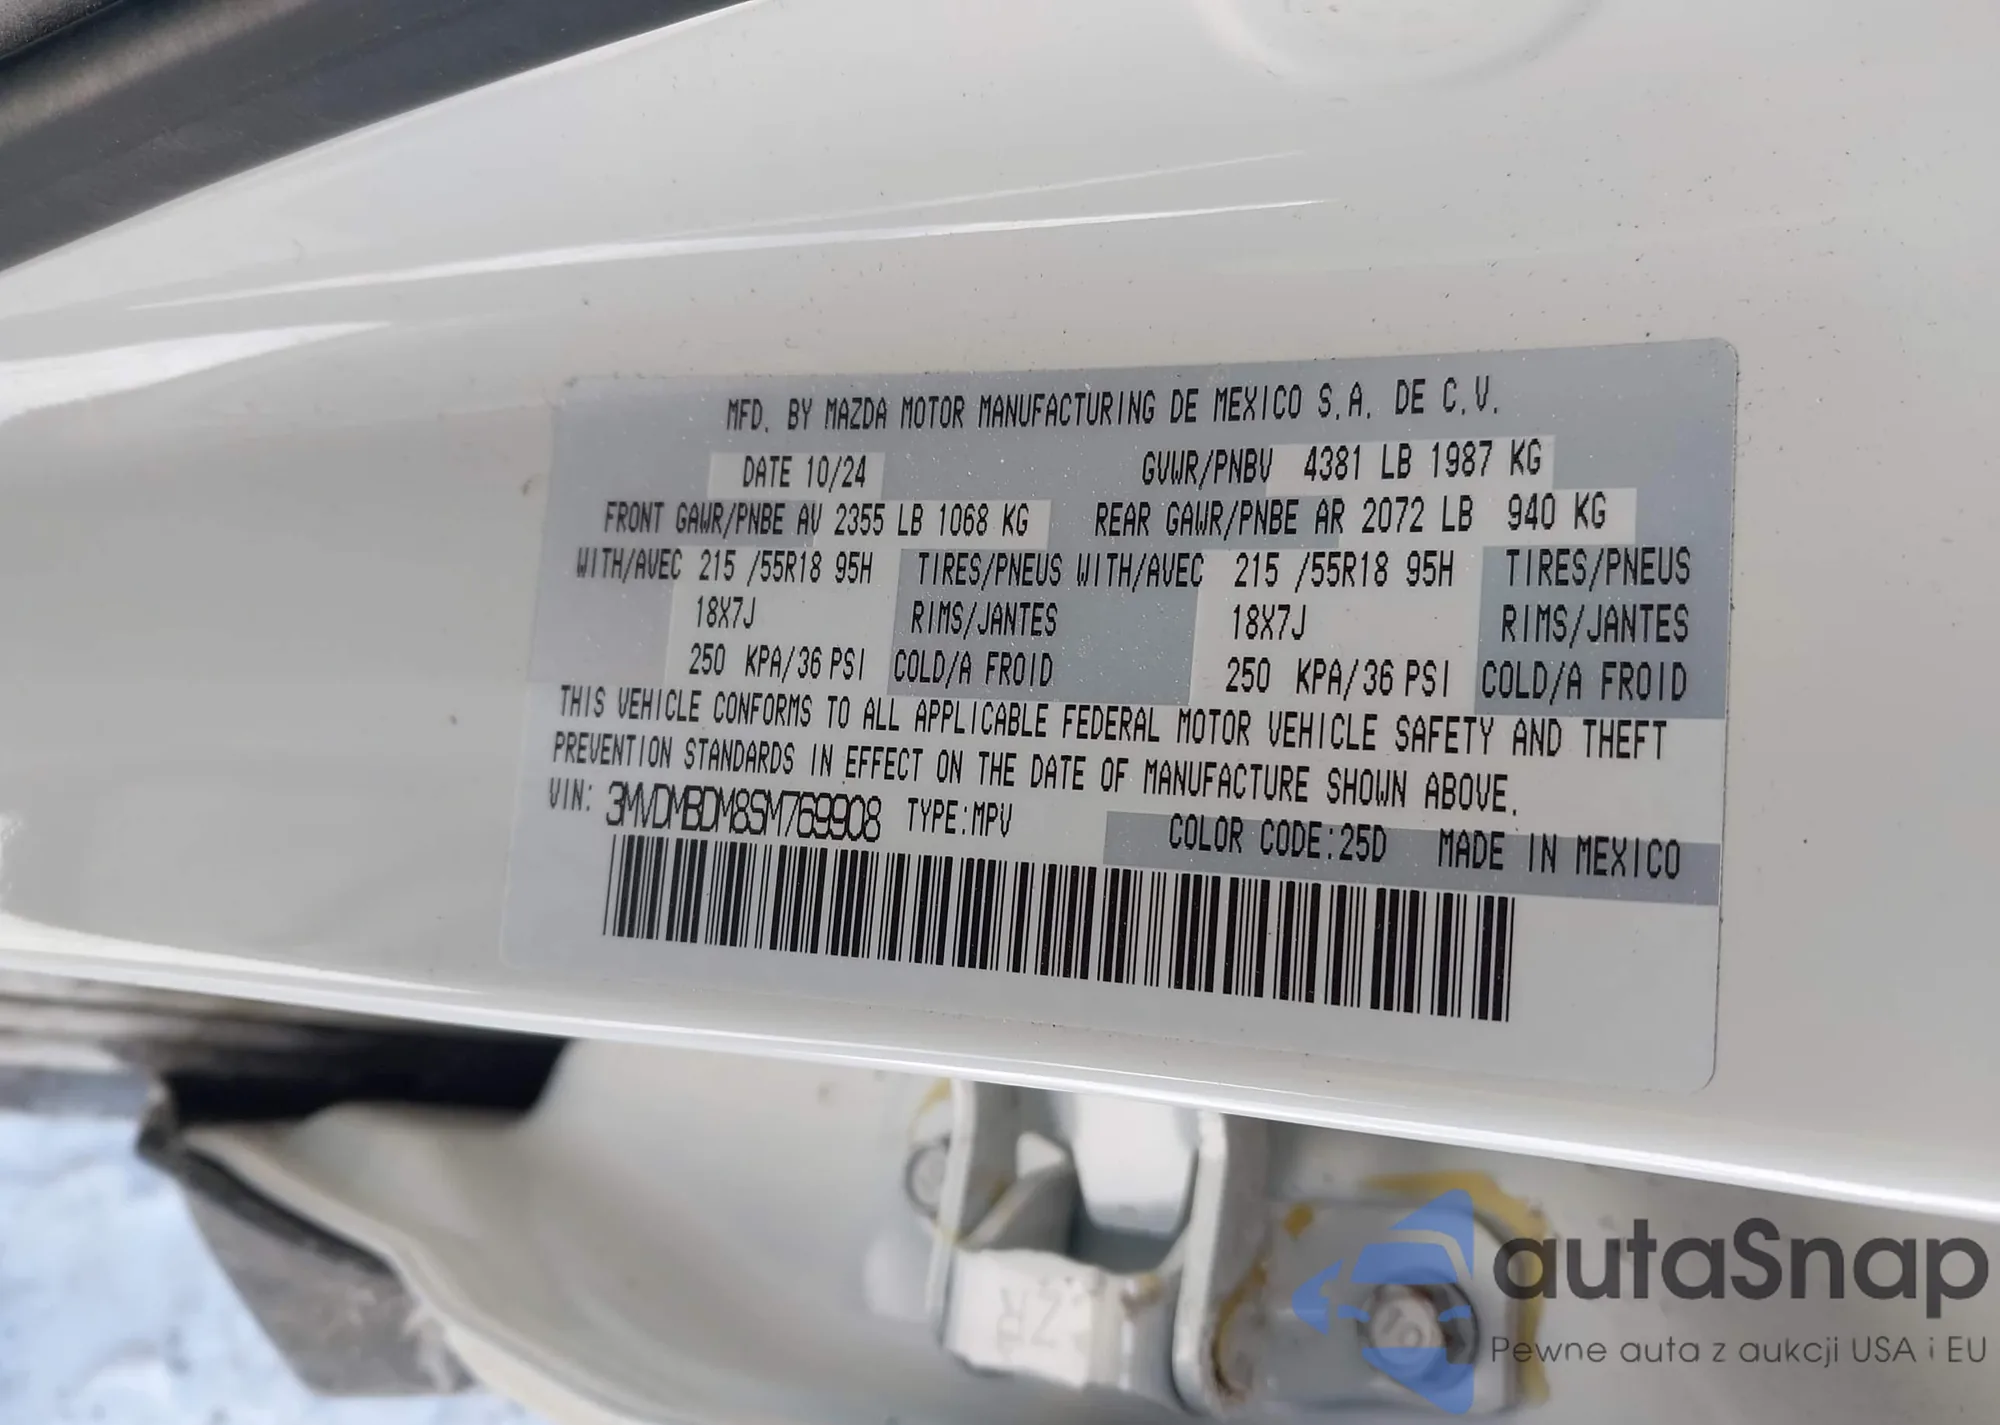 MFD. BY MAZDA MOTOR MANUFACTURING DE MEXICO S.A. DE C.V.
DATE 10/24 GVWR/PNBV 4381 LB 1987 KG
FRONT GAWR/PNBE AV 2355 LB 1068 KG REAR GAWR/PNBE AR 2072 LB 940 KG
WITH/AVEC 215 /55R18 95H TIRES/PNEUS WITH/AVEC 215 /55R18 95H TIRES/PNEUS
18X7J RIMS/JANTES 18X7J RIMS/JANTES
250 KPA/36 PSI COLD/A FROID 250 KPA/36 PSI COLD/A FROID
THIS VEHICLE CONFORMS TO ALL APPLICABLE FEDERAL MOTOR VEHICLE SAFETY AND THEFT
PREVENTION STANDARDS IN EFFECT ON THE DATE OF MANUFACTURE SHOWN ABOVE.
VIN: 3MVDMBDM8SM769908 TYPE:MPV COLOR CODE:25D MADE IN MEXICO
autaSnap
Pewne auta z aukcji USA i EU